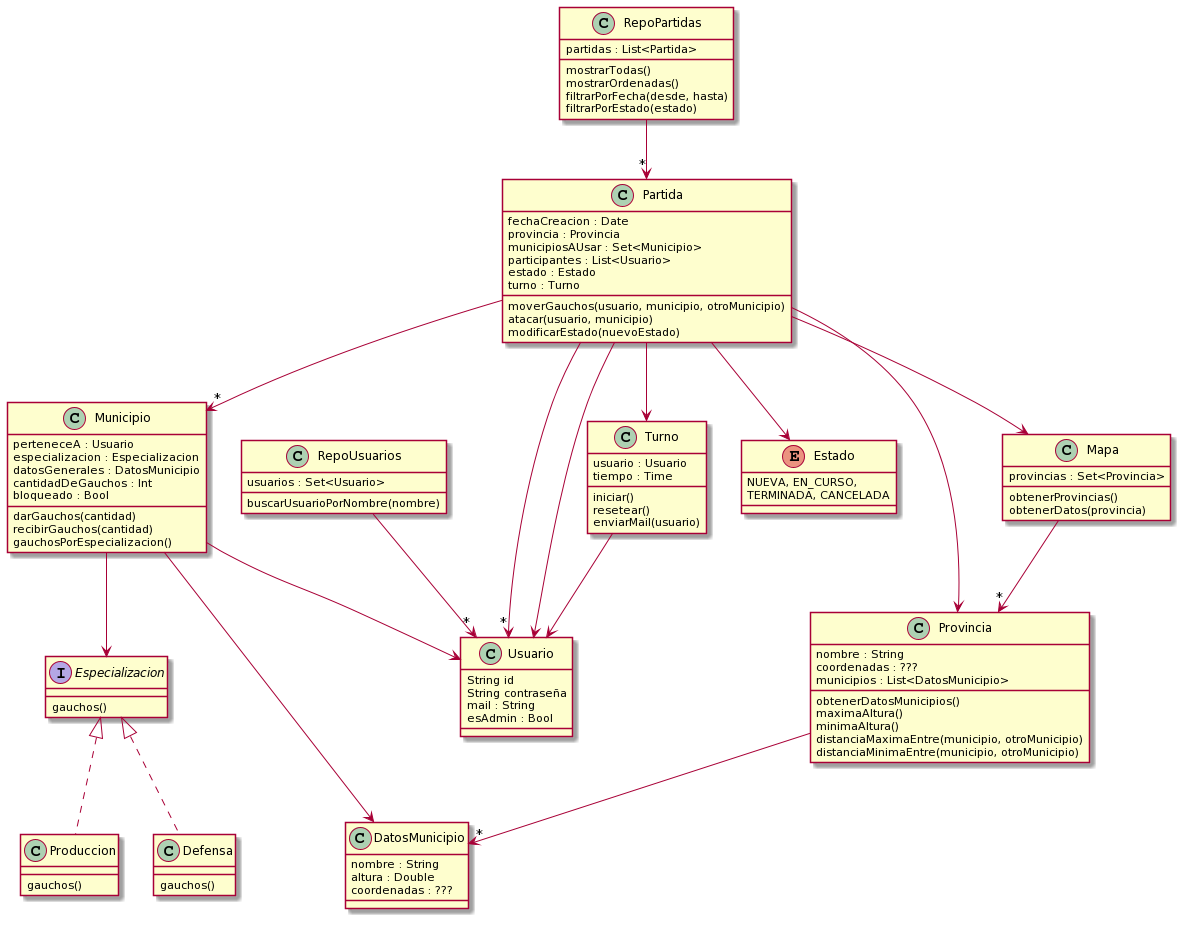 C RepoPartidas
partidas : List<Partida>
mostrarTodas()
mostrarOrdenadas()
filtrarPorFecha(desde, hasta)
filtrarPorEstado(estado)
*
C Partida
fechaCreacion : Date
provincia : Provincia
municipiosAUsar : Set<Municipio>
participantes : List<Usuario>
estado : Estado
turno : Turno
moverGauchos(usuario, municipio, otroMunicipio)
atacar(usuario, municipio)
modificarEstado(nuevoEstado)
*
C Municipio
perteneceA : Usuario
especializacion : Especializacion
datosGenerales : DatosMunicipio
cantidadDeGauchos : Int
bloqueado : Bool
darGauchos(cantidad)
recibirGauchos(cantidad)
gauchosPorEspecializacion()
C RepoUsuarios
usuarios : Set<Usuario>
buscarUsuarioPorNombre(nombre)
C Turno
usuario : Usuario
tiempo : Time
iniciar()
resetear()
enviarMail(usuario)
E Estado
NUEVA, EN_CURSO,
TERMINADA, CANCELADA
C Mapa
provincias : Set<Provincia>
obtenerProvincias()
obtenerDatos(provincia)
*
*
*
I Especializacion
gauchos()
C Usuario
String id
String contraseña
mail : String
esAdmin : Bool
C Provincia
nombre : String
coordenadas : ???
municipios : List<DatosMunicipio>
obtenerDatosMunicipios()
maximaAltura()
minimaAltura()
distanciaMaximaEntre(municipio, otroMunicipio)
distanciaMinimaEntre(municipio, otroMunicipio)
C Produccion
gauchos()
C Defensa
gauchos()
*
C DatosMunicipio
nombre : String
altura : Double
coordenadas : ???